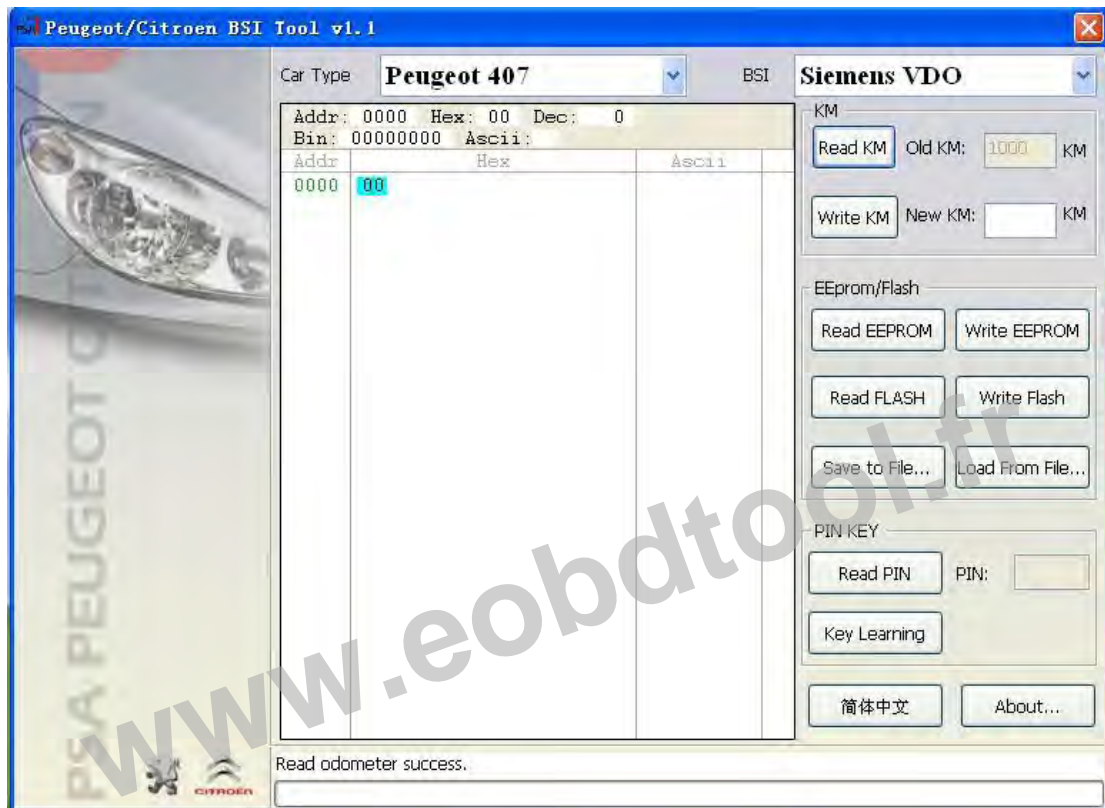 Peugeot/Citroen BSI Tool v1.1
Car Type Peugeot 407 BSI Siemens VDO
Addr: 0000 Hex: 00 Dec: 0
Bin: 00000000 Ascii:
Addr Hex Ascii
0000 00
KM
Read KM Old KM: 1000 KM
Write KM New KM: KM
EEprom/Flash
Read EEPROM Write EEPROM
Read FLASH Write Flash
Save to File... Load From File...
PIN KEY
Read PIN PIN:
Key Learning
简体中文 About...
Read odometer success.
PSA PEUGEOT CITROËN
CITROËN
www.eobdtool.fr